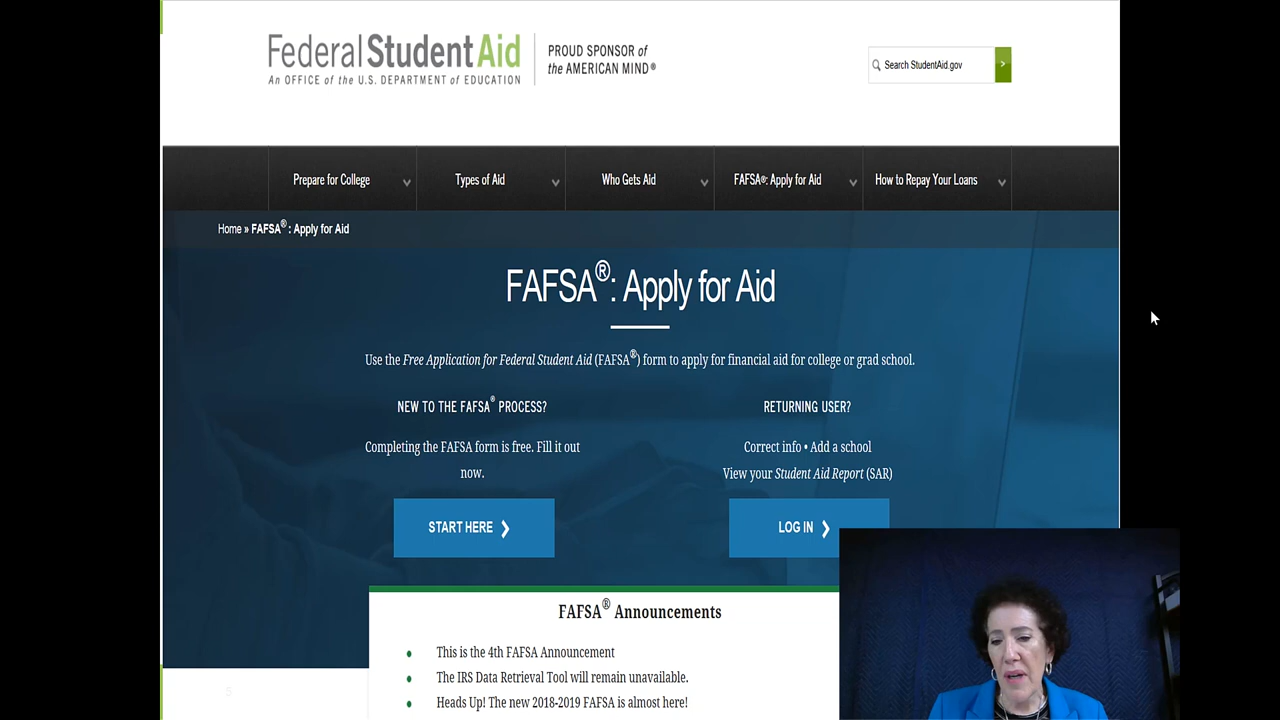 Federal Student Aid
PROUD SPONSOR of
the AMERICAN MIND®
An OFFICE of the U.S. DEPARTMENT of EDUCATION
Search StudentAid.gov
Prepare for College
Types of Aid
Who Gets Aid
FAFSA®: Apply for Aid
How to Repay Your Loans
Home » FAFSA® : Apply for Aid
FAFSA®: Apply for Aid
Use the Free Application for Federal Student Aid (FAFSA®) form to apply for financial aid for college or grad school.
NEW TO THE FAFSA® PROCESS?
Completing the FAFSA form is free. Fill it out
now.
START HERE
RETURNING USER?
Correct info • Add a school
View your Student Aid Report (SAR)
LOG IN
FAFSA® Announcements
• This is the 4th FAFSA Announcement
• The IRS Data Retrieval Tool will remain unavailable.
• Heads Up! The new 2018-2019 FAFSA is almost here!
5